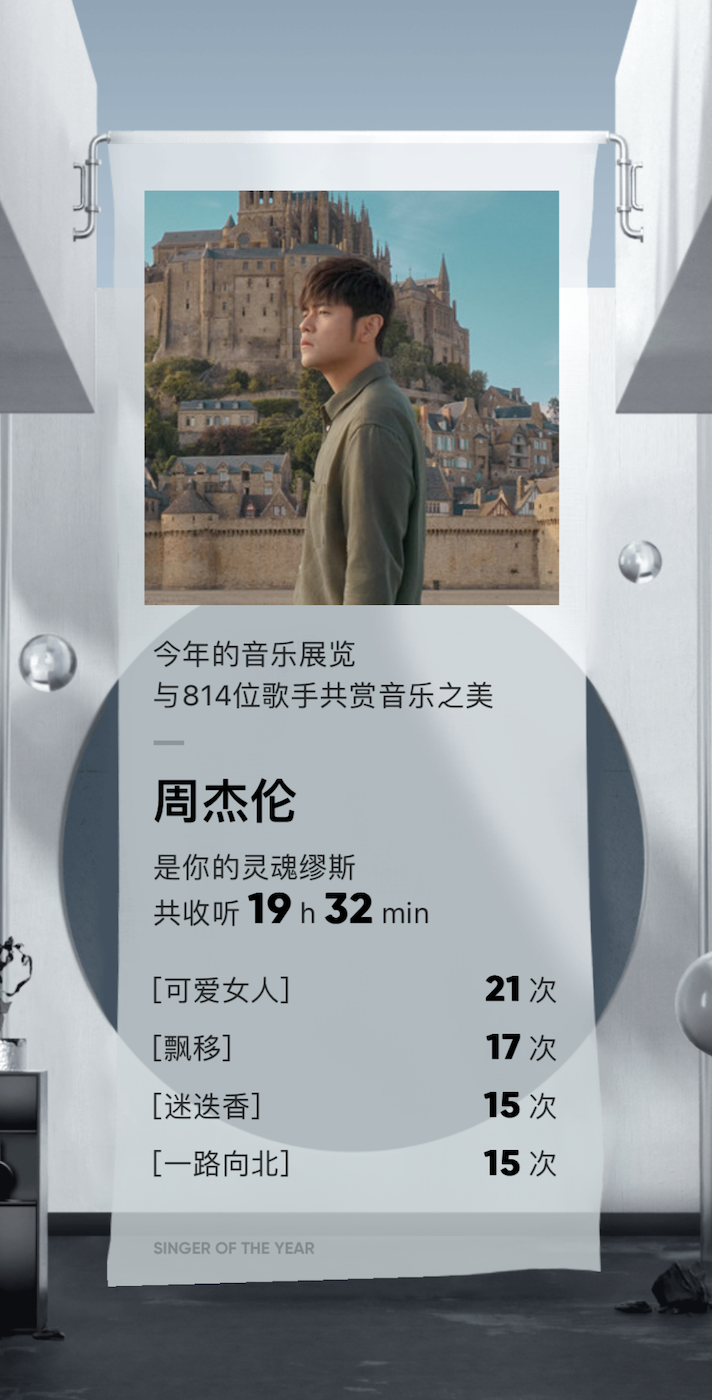 今年的音乐展览
与814位歌手共赏音乐之美
周杰伦
是你的灵魂缪斯
共收听 19 h 32 min
[可爱女人] 21 次
[飘移] 17 次
[迷迭香] 15 次
[一路向北] 15 次
SINGER OF THE YEAR